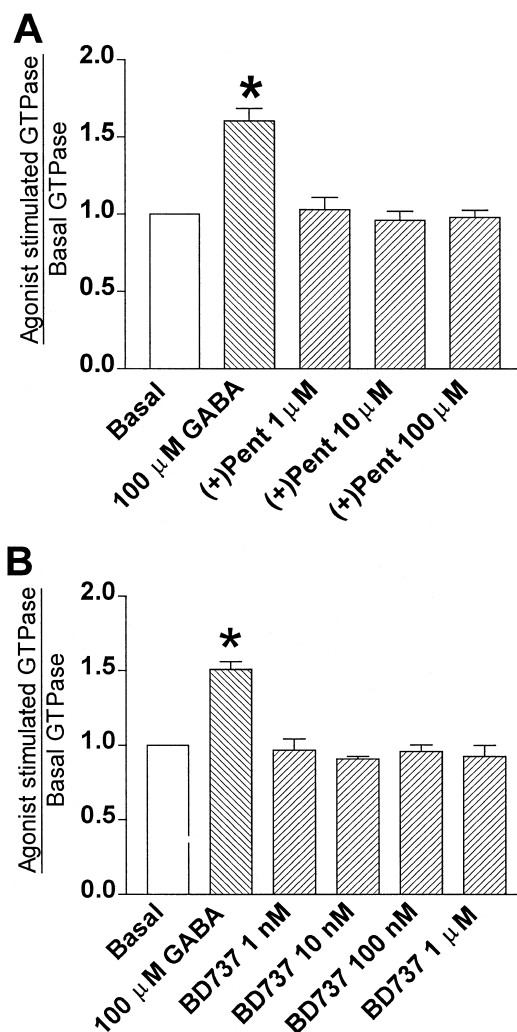 A
Agonist stimulated GTPase
Basal GTPase
2.0
1.5
1.0
0.5
0.0
*
Basal
100 μM GABA
(+)Pent 1 μM
(+)Pent 10 μM
(+)Pent 100 μM
B
Agonist stimulated GTPase
Basal GTPase
2.0
1.5
1.0
0.5
0.0
*
Basal
100 μM GABA
BD737 1 nM
BD737 10 nM
BD737 100 nM
BD737 1 μM